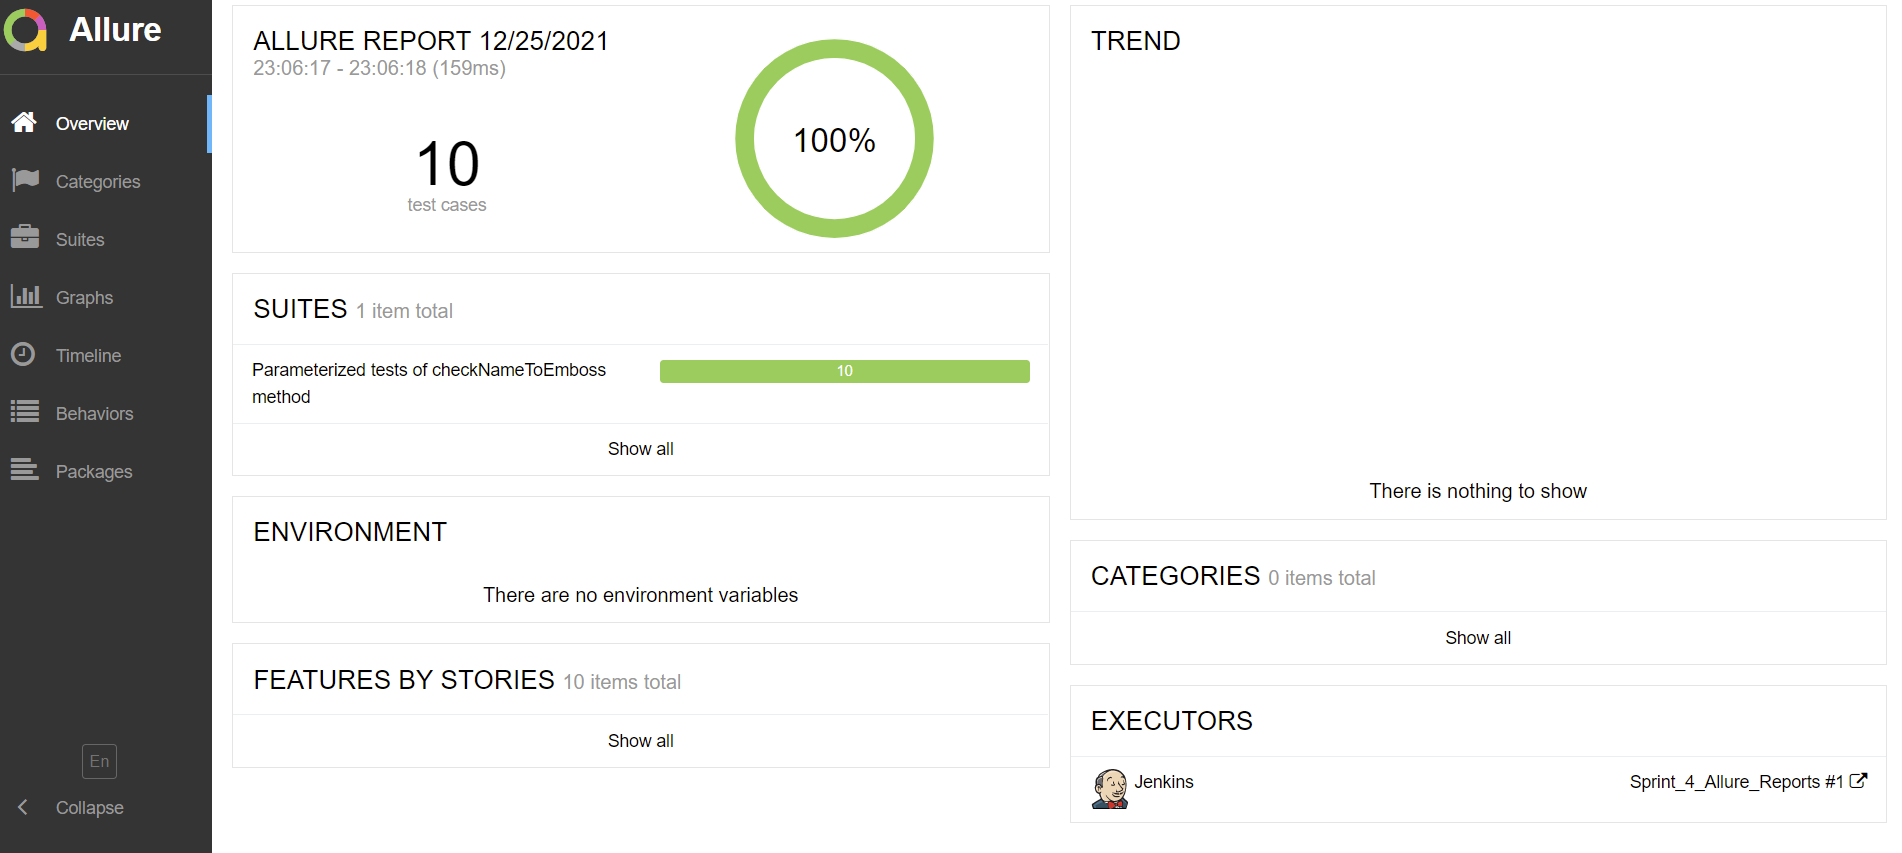 Allure
Overview
Categories
Suites
Graphs
Timeline
Behaviors
Packages
En
Collapse
ALLURE REPORT 12/25/2021
23:06:17 - 23:06:18 (159ms)
10
test cases
100%
SUITES 1 item total
Parameterized tests of checkNameToEmboss
method
10
Show all
ENVIRONMENT
There are no environment variables
FEATURES BY STORIES 10 items total
Show all
TREND
There is nothing to show
CATEGORIES 0 items total
Show all
EXECUTORS
Jenkins
Sprint_4_Allure_Reports #1